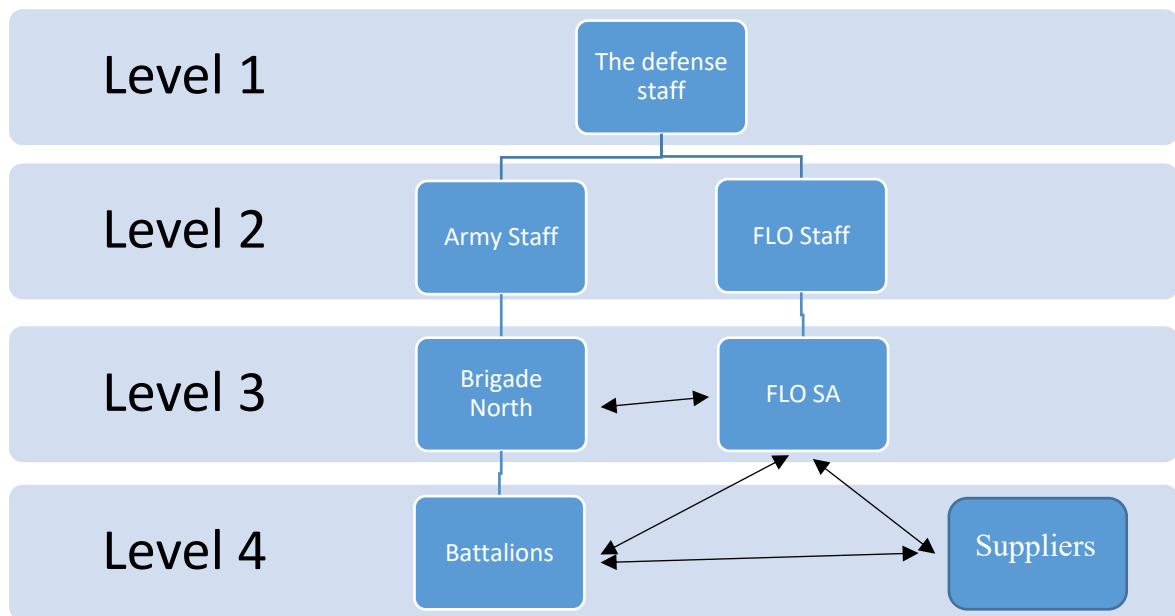 Level 1
The defense
staff
Level 2
Army Staff
FLO Staff
Level 3
Brigade
North
FLO SA
Level 4
Battalions
Suppliers